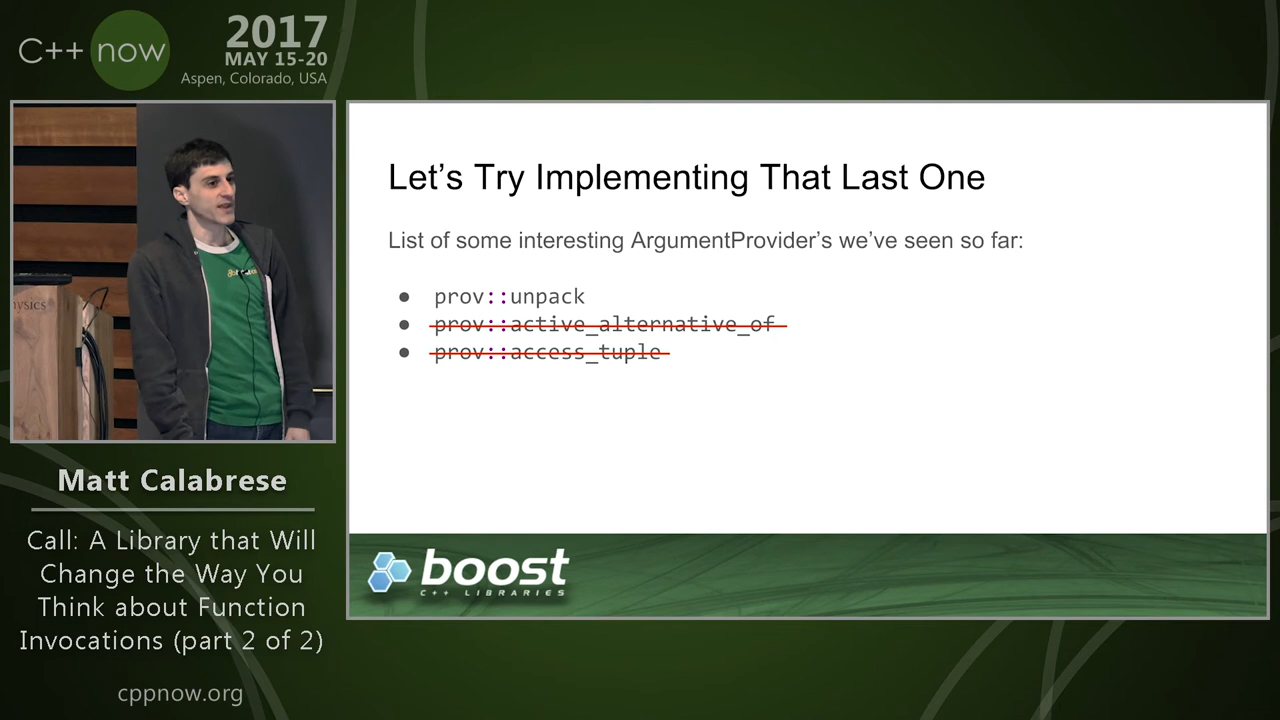 C++ now
2017
MAY 15-20
Aspen, Colorado, USA
ysics
Matt Calabrese
Call: A Library that Will
Change the Way You
Think about Function
Invocations (part 2 of 2)
cppnow.org
Let's Try Implementing That Last One
List of some interesting ArgumentProvider's we've seen so far:
● prov::unpack
● prov::active_alternative_of
● prov::access_tuple
boost
C++ LIBRARIES